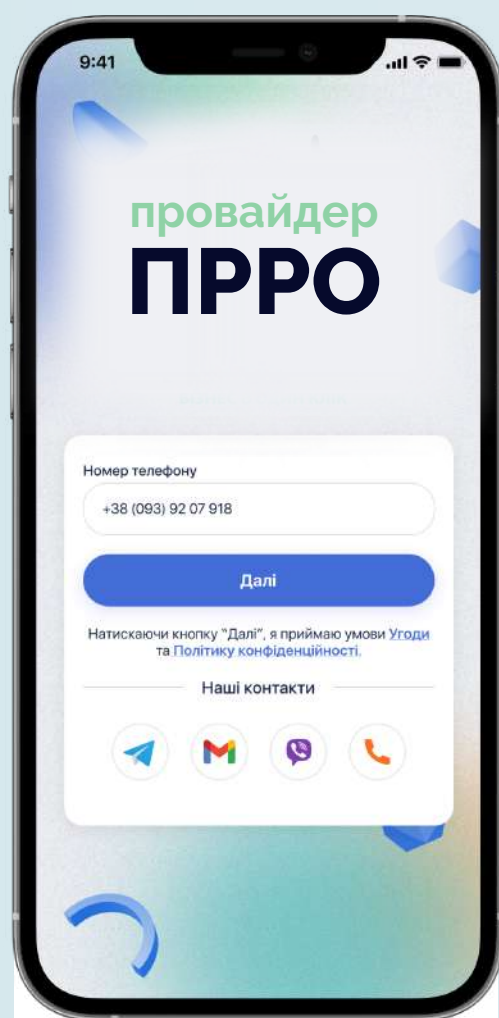 9:41
провайдер
ПРРО
Номер телефону
+38 (093) 92 07 918
Далі
Натискаючи кнопку "Далі", я приймаю умови Угоди
та Політику конфіденційності.
Наші контакти